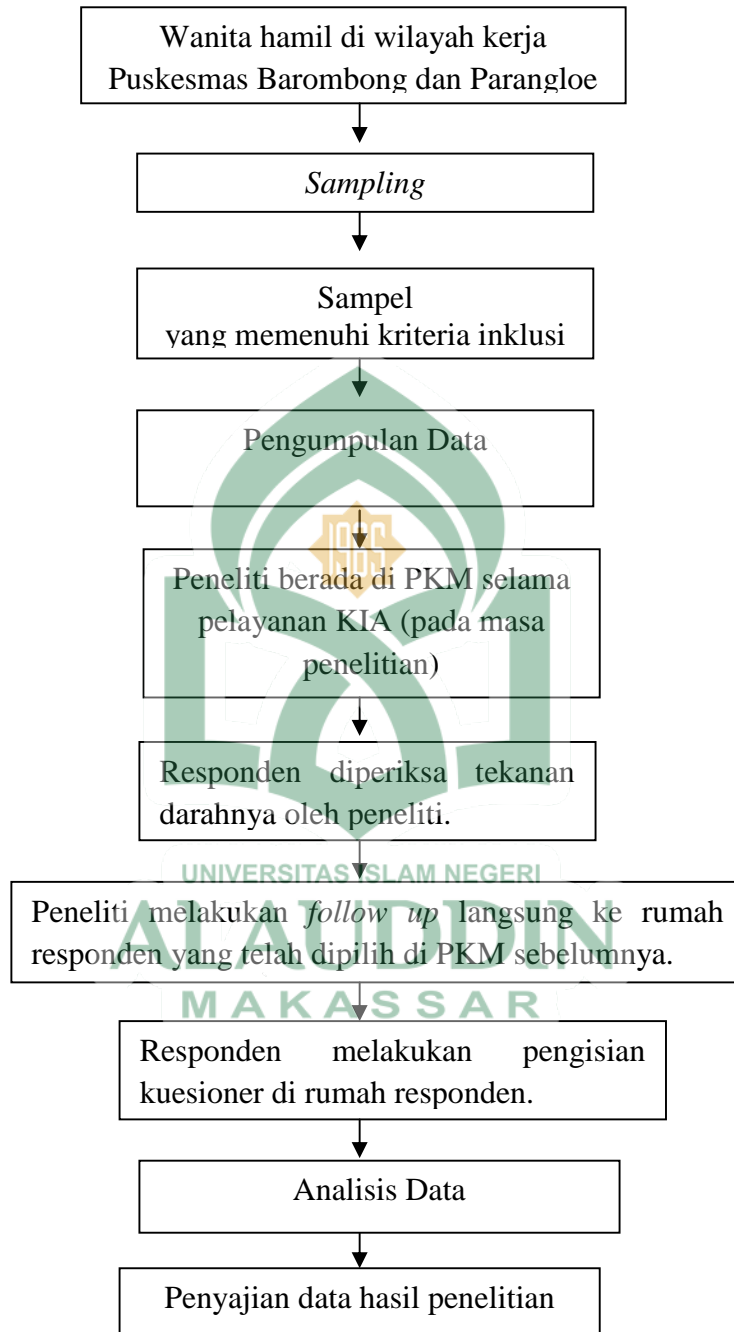 Wanita hamil di wilayah kerja
Puskesmas Barombong dan Parangloe
Sampling
Sampel
yang memenuhi kriteria inklusi
Pengumpulan Data
1965
Peneliti berada di PKM selama
pelayanan KIA (pada masa
penelitian)
Responden diperiksa tekanan
darahnya oleh peneliti.
UNIVERSITAS ISLAM NEGERI
Peneliti melakukan follow up langsung ke rumah
responden yang telah dipilih di PKM sebelumnya.
ALAUDDIN
MAKASSAR
Responden melakukan pengisian
kuesioner di rumah responden.
Analisis Data
Penyajian data hasil penelitian